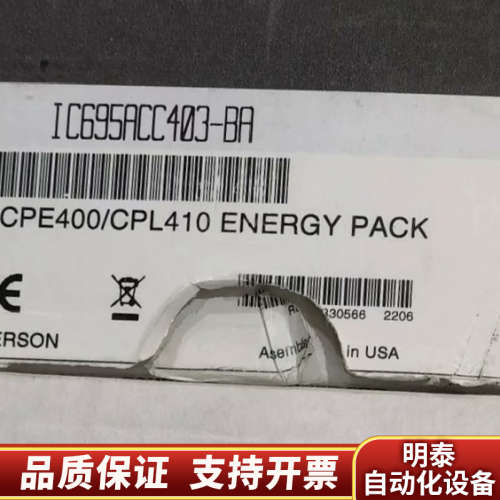 IC695ACC403-BA
CPE400/CPL410 ENERGY PACK
CE
330566 2206
ERSON
in USA
品质保证 支持开票
明泰
自动化设备